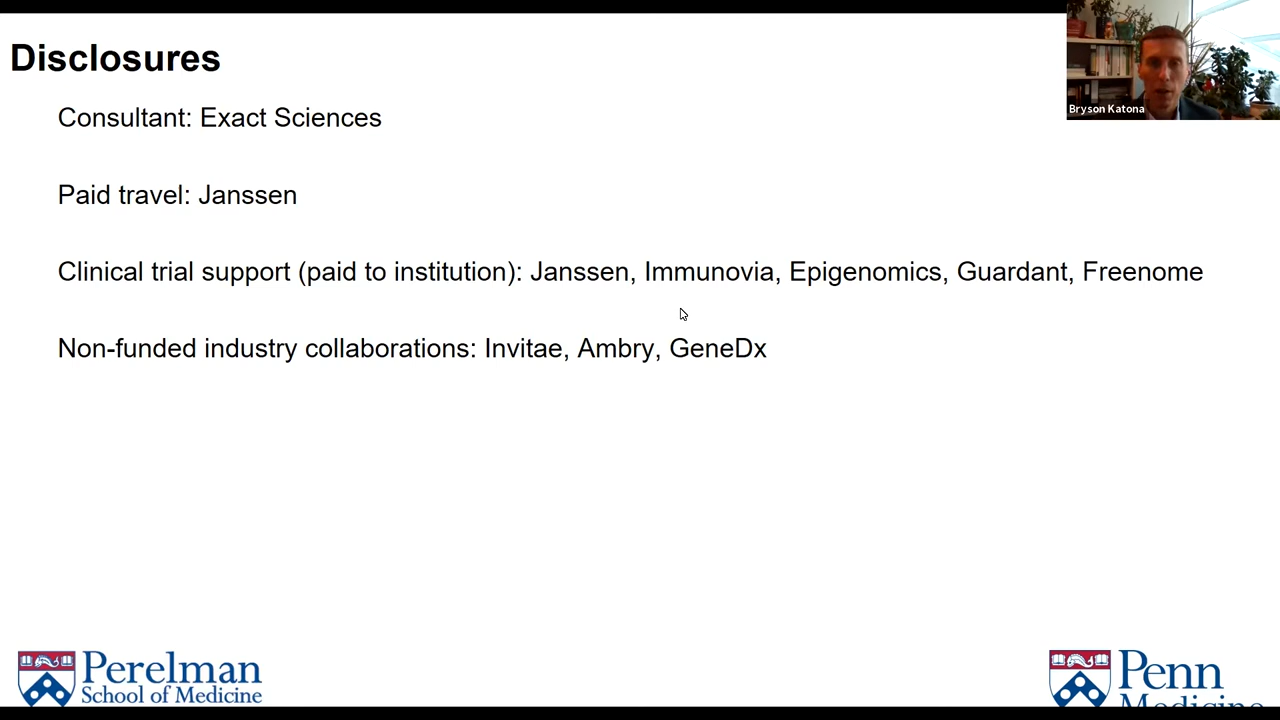 Disclosures
Consultant: Exact Sciences
Bryson Katona
Paid travel: Janssen
Clinical trial support (paid to institution): Janssen, Immunovia, Epigenomics, Guardant, Freenome
Non-funded industry collaborations: Invitae, Ambry, GeneDx
Perelman
School of Medicine
Penn
Medicine